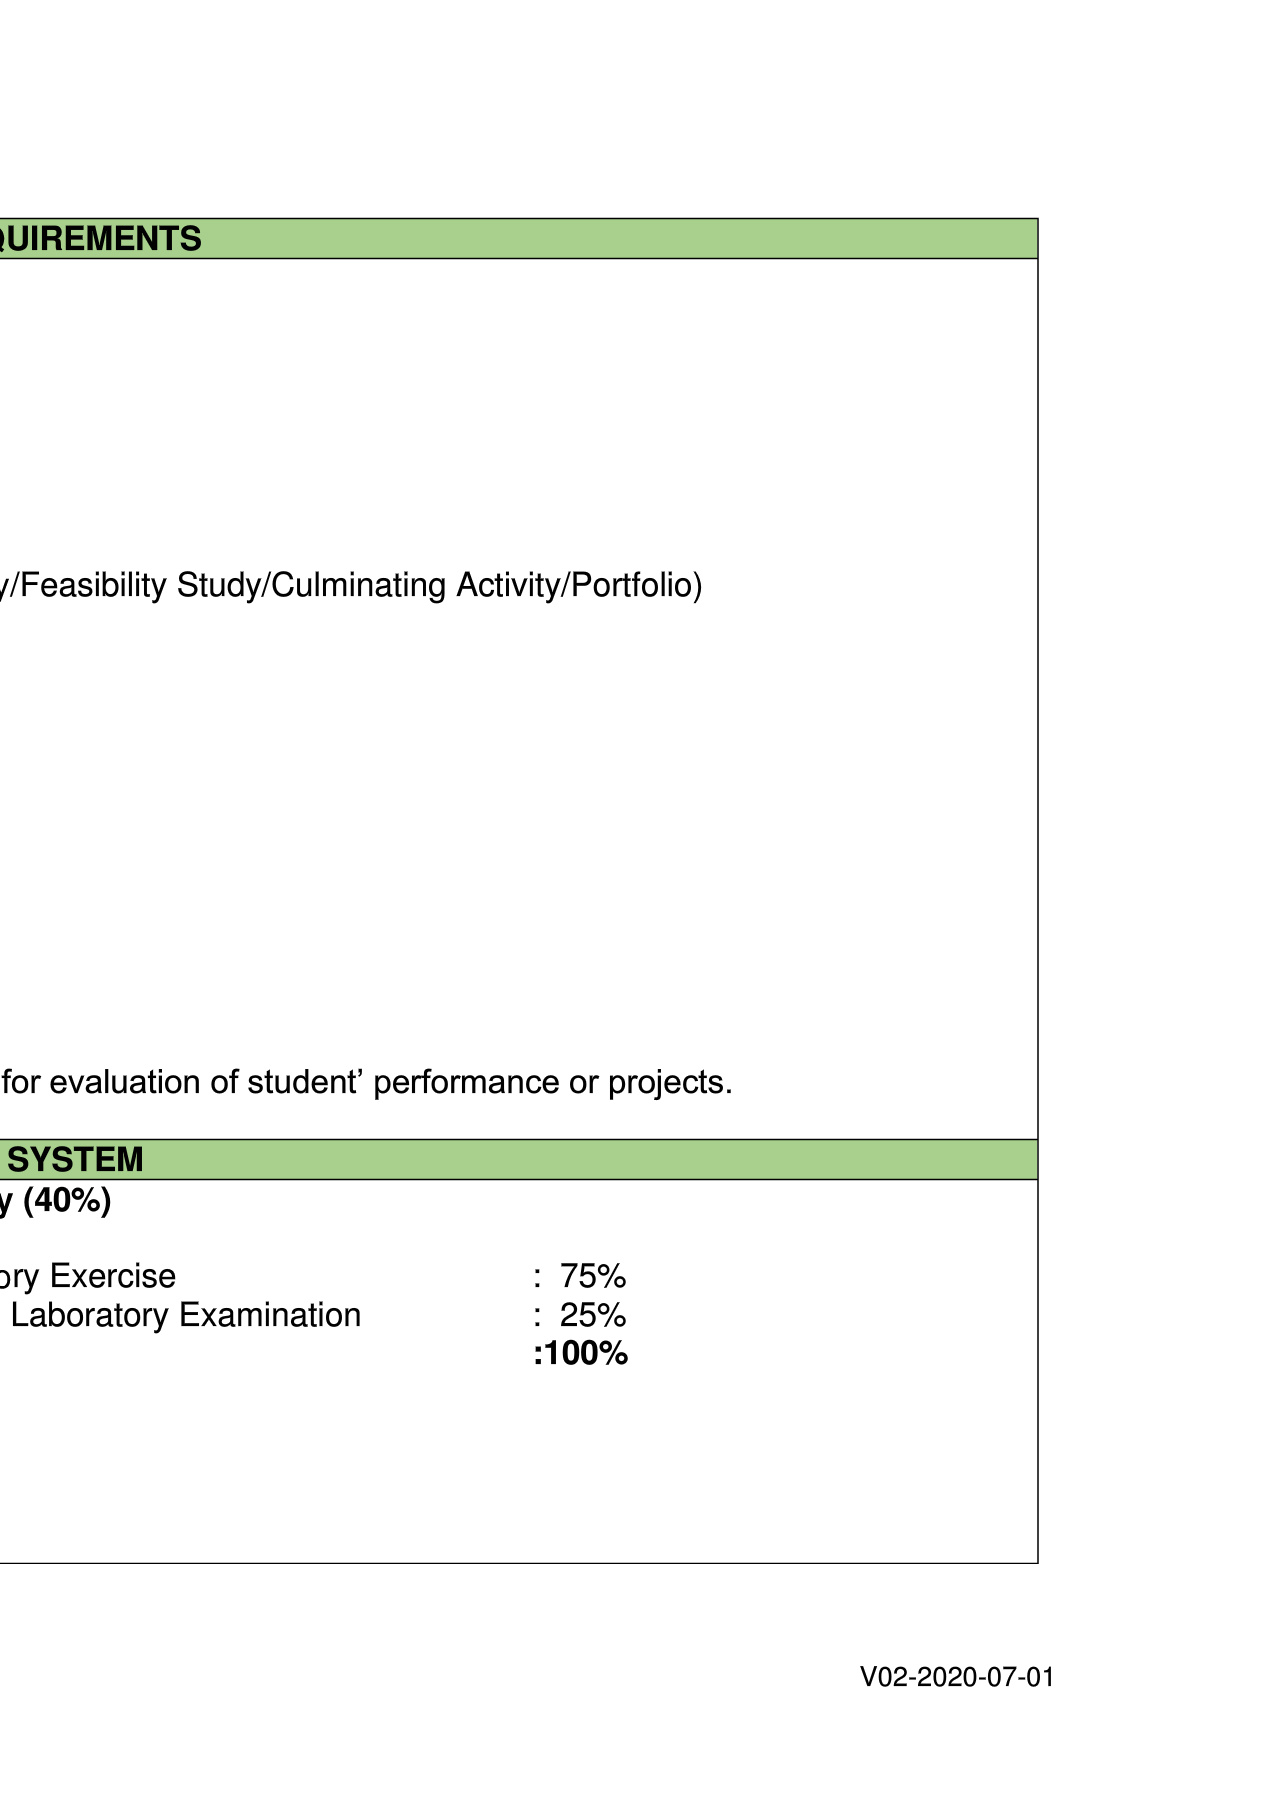 QUIREMENTS
y/Feasibility Study/Culminating Activity/Portfolio)
for evaluation of student’ performance or projects.
SYSTEM
y (40%)
ory Exercise : 75%
Laboratory Examination : 25%
:100%
V02-2020-07-01